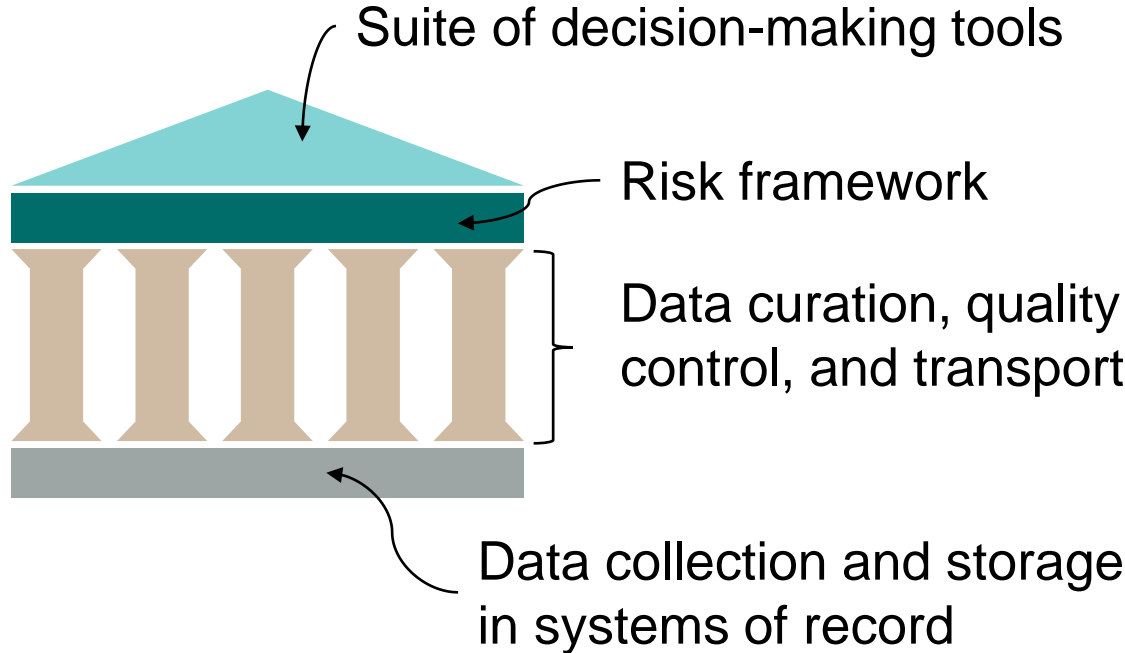 Suite of decision-making tools
Risk framework
Data curation, quality
control, and transport
Data collection and storage
in systems of record